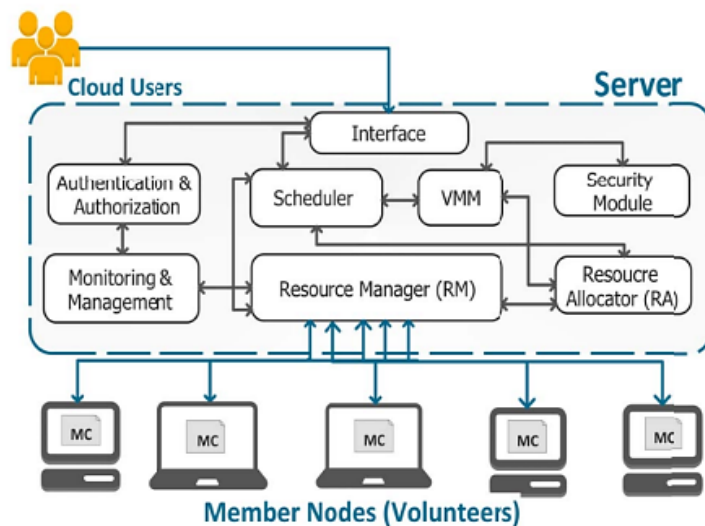 Cloud Users
Server
Interface
Authentication &
Authorization
Scheduler
VMM
Security
Module
Monitoring &
Management
Resource Manager (RM)
Resoucre
Allocator (RA)
MC
MC
MC
MC
MC
Member Nodes (Volunteers)